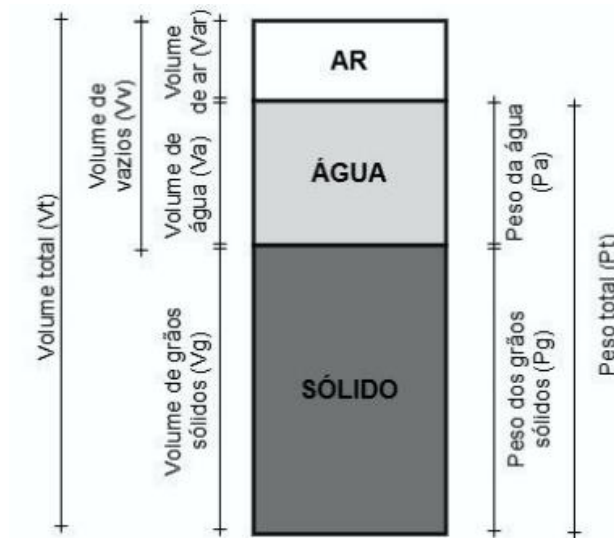 Volume total (Vt)
Volume de
vazios (Vv)
Volume
de ar (Var)
Volume de
água (Va)
Volume de grãos
sólidos (Vg)
AR
ÁGUA
SÓLIDO
Peso da água
(Pa)
Peso dos grãos
sólidos (Pg)
Peso total (Pt)